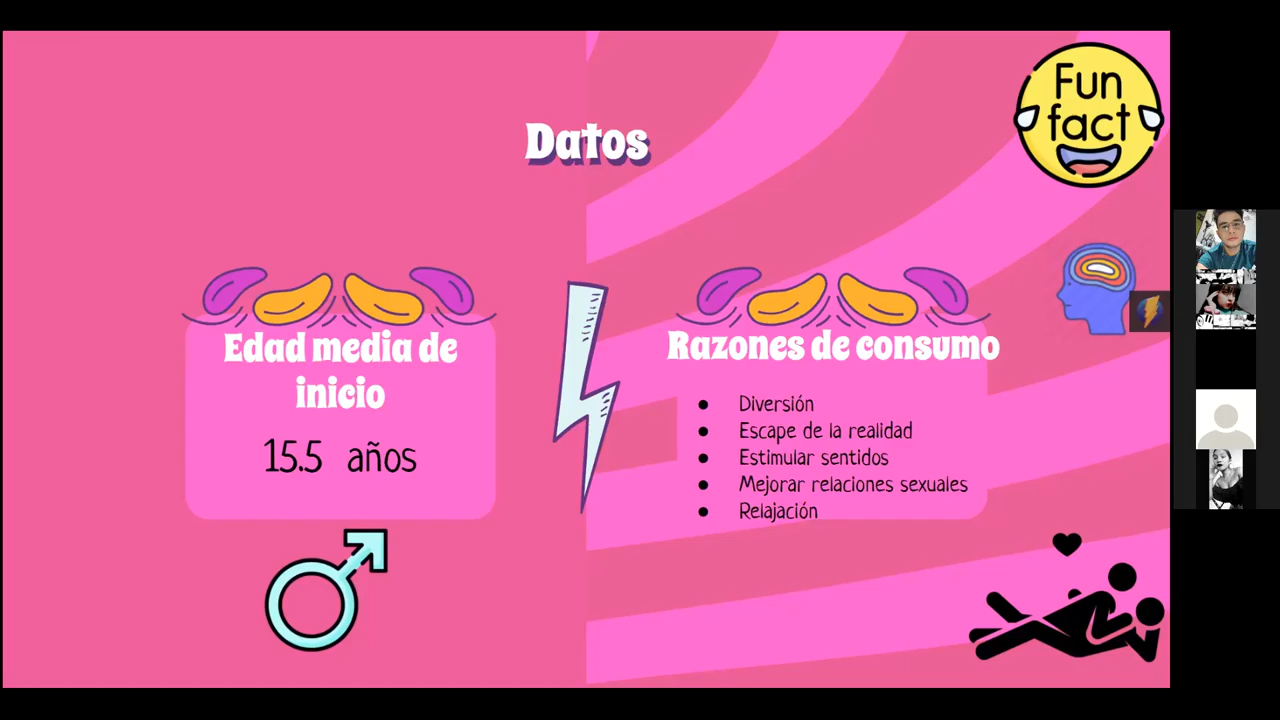 Fun
fact
Datos
Edad media de
inicio
15.5 años
Razones de consumo
● Diversión
● Escape de la realidad
● Estimular sentidos
● Mejorar relaciones sexuales
● Relajación